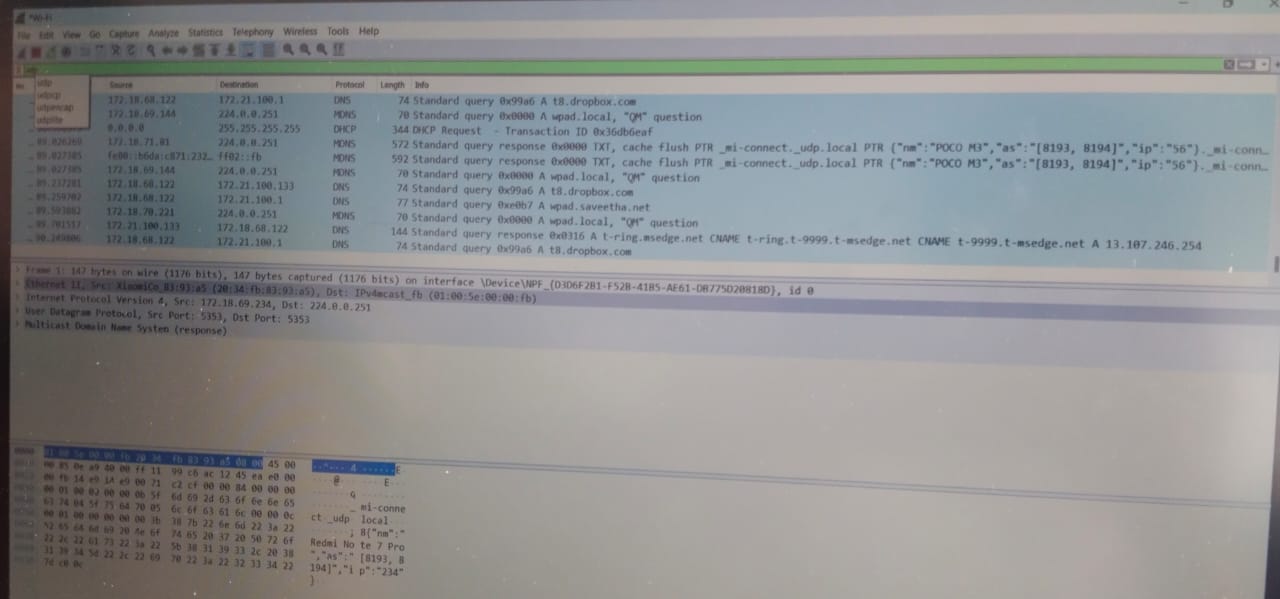 *Wi-Fi
File Edit View Go Capture Analyze Statistics Telephony Wireless Tools Help
udp
udpcp
udpencap
udplite
No. Source Destination Protocol Length Info
172.18.68.122 172.21.100.1 DNS 74 Standard query 0x99a6 A t8.dropbox.com
172.18.69.144 224.0.0.251 MDNS 70 Standard query 0x0000 A wpad.local, "QM" question
0.0.0.0 255.255.255.255 DHCP 344 DHCP Request - Transaction ID 0x36db6eaf
… 89.026269 172.18.71.81 224.0.0.251 MDNS 572 Standard query response 0x0000 TXT, cache flush PTR _mi-connect._udp.local PTR {"nm":"POCO M3","as":"[8193, 8194]","ip":"56"}._mi-conn…
… 89.027385 fe80::b6da:c871:232… ff02::fb MDNS 592 Standard query response 0x0000 TXT, cache flush PTR _mi-connect._udp.local PTR {"nm":"POCO M3","as":"[8193, 8194]","ip":"56"}._mi-conn…
… 89.027385 172.18.69.144 224.0.0.251 MDNS 70 Standard query 0x0000 A wpad.local, "QM" question
… 89.237281 172.18.68.122 172.21.100.133 DNS 74 Standard query 0x99a6 A t8.dropbox.com
… 89.259702 172.18.68.122 172.21.100.1 DNS 77 Standard query 0xe0b7 A wpad.saveetha.net
… 89.593882 172.18.70.221 224.0.0.251 MDNS 70 Standard query 0x0000 A wpad.local, "QM" question
… 89.701517 172.21.100.133 172.18.68.122 DNS 144 Standard query response 0x0316 A t-ring.msedge.net CNAME t-ring.t-9999.t-msedge.net CNAME t-9999.t-msedge.net A 13.107.246.254
… 90.249806 172.18.68.122 172.21.100.1 DNS 74 Standard query 0x99a6 A t8.dropbox.com
Frame 1: 147 bytes on wire (1176 bits), 147 bytes captured (1176 bits) on interface \Device\NPF_{D3D6F2B1-F52B-4185-AE61-DB775D20818D}, id 0
Ethernet II, Src: XiaomiCo_83:93:a5 (20:34:fb:83:93:a5), Dst: IPv4mcast_fb (01:00:5e:00:00:fb)
Internet Protocol Version 4, Src: 172.18.69.234, Dst: 224.0.0.251
User Datagram Protocol, Src Port: 5353, Dst Port: 5353
Multicast Domain Name System (response)
0000 01 00 5e 00 00 fb 20 34 fb 83 93 a5 08 00 45 00 ··^··· 4 ······E·
00 85 0e a9 40 00 ff 11 99 c6 ac 12 45 ea e0 00 ····@··· ····E···
00 fb 14 e9 14 e9 00 71 c2 cf 00 00 84 00 00 00 ·······q ········
00 01 00 02 00 00 0b 5f 6d 69 2d 63 6f 6e 6e 65 ·······_ mi-conne
63 74 04 5f 75 64 70 05 6c 6f 63 61 6c 00 00 0c ct·_udp· local···
00 01 00 00 00 00 00 3b 38 7b 22 6e 6d 22 3a 22 ·······; 8{"nm":"
52 65 64 6d 69 20 4e 6f 74 65 20 37 20 50 72 6f Redmi No te 7 Pro
22 2c 22 61 73 22 3a 22 5b 38 31 39 33 2c 20 38 ","as":" [8193, 8
31 39 34 5d 22 2c 22 69 70 22 3a 22 32 33 34 22 194]","i p":"234"
7d c0 0c }··